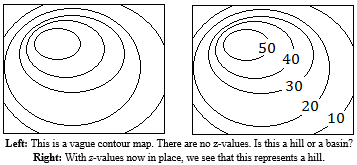 50
40
30
20
10
Left: This is a vague contour map. There are no z-values. Is this a hill or a basin?
Right: With z-values now in place, we see that this represents a hill.